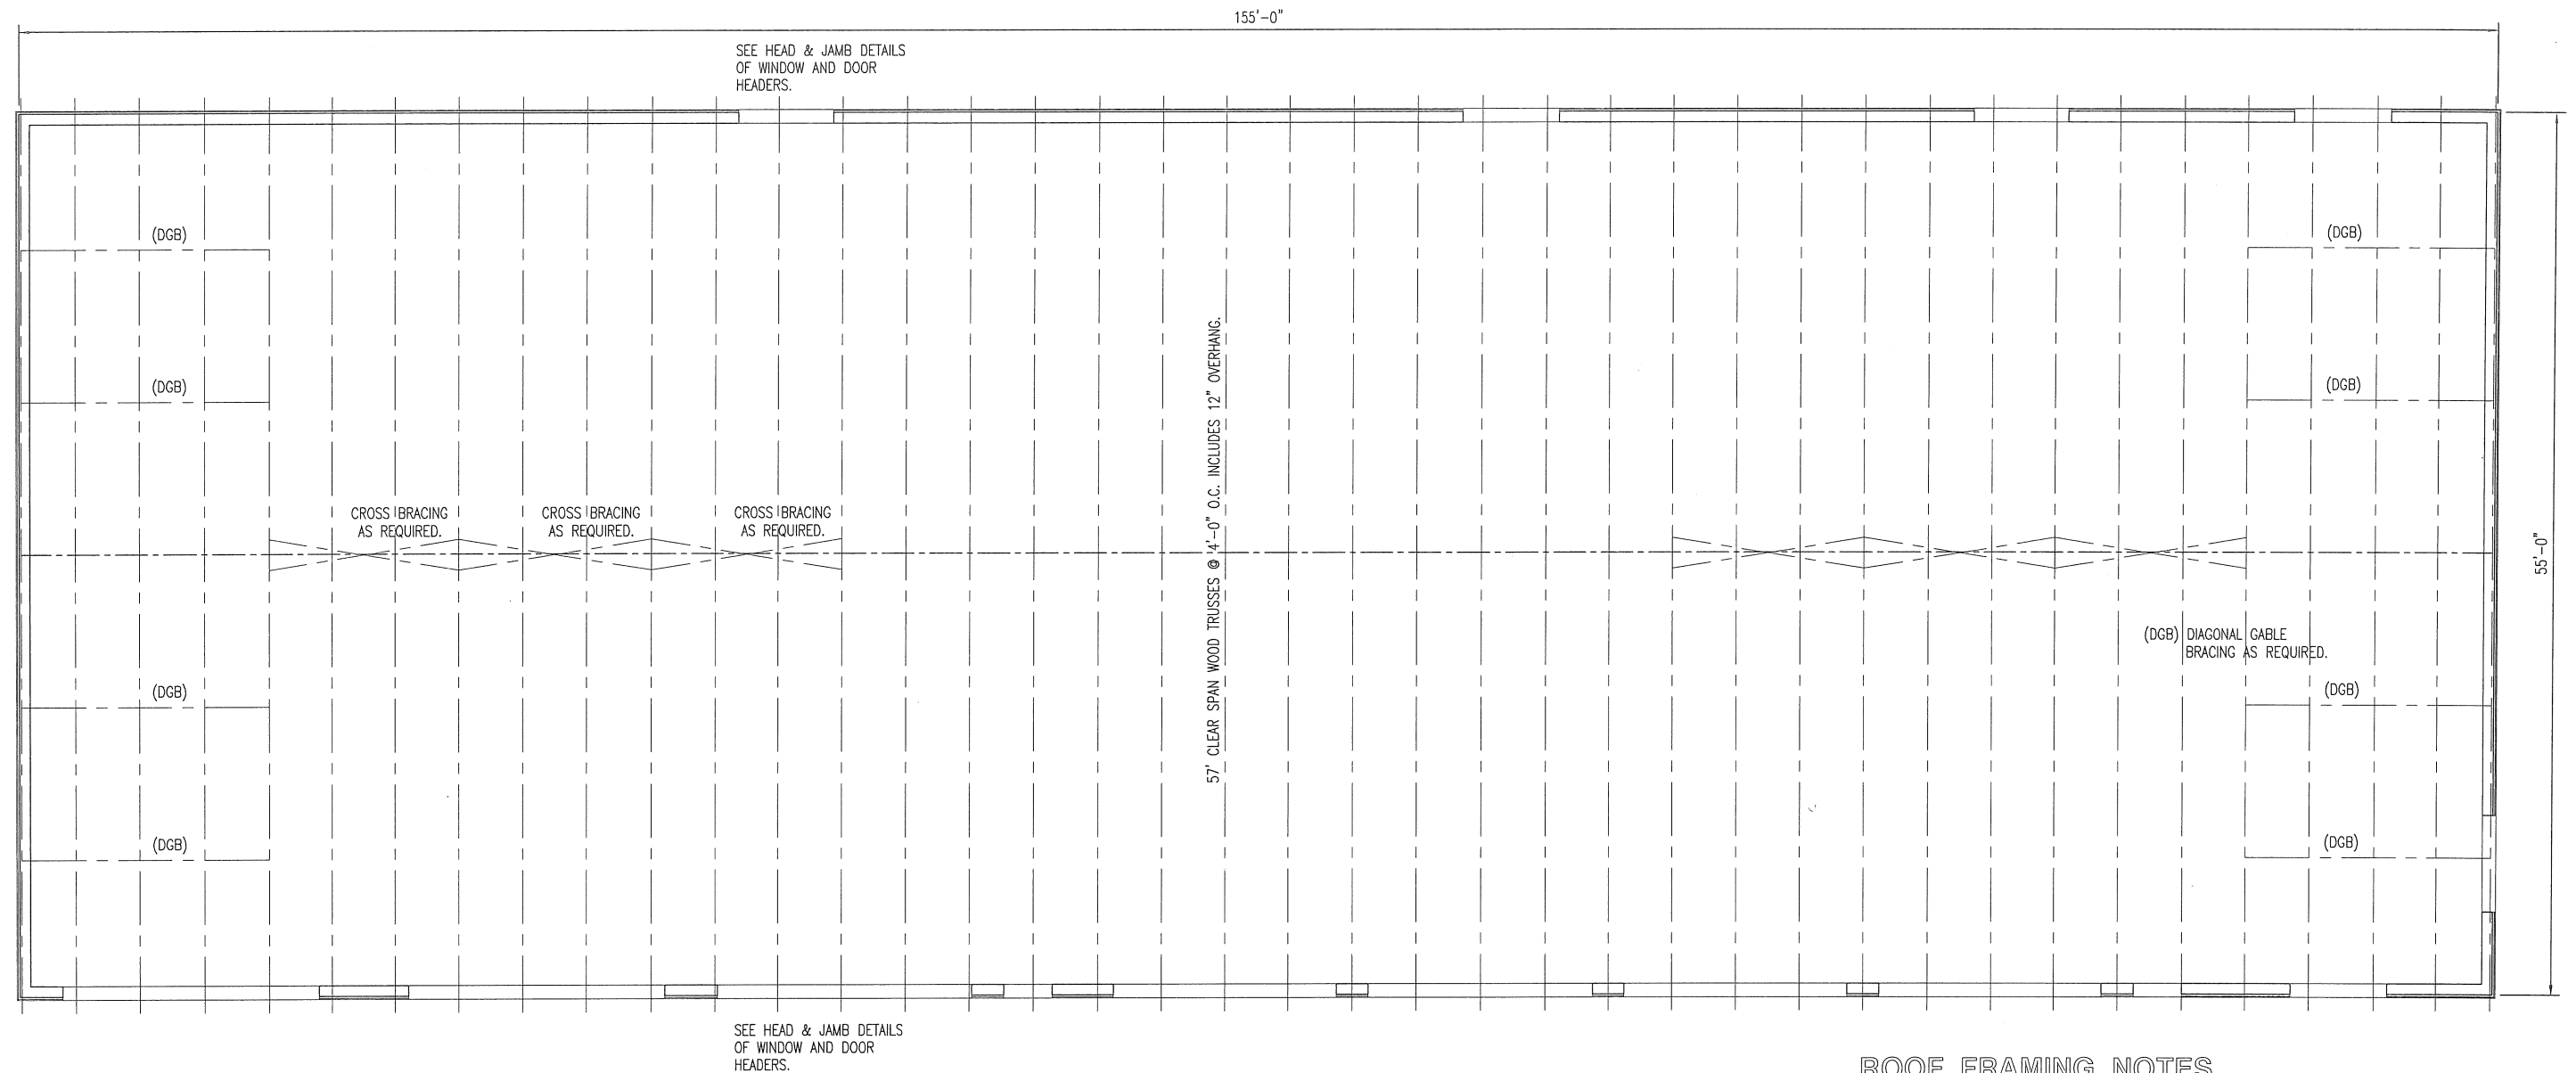 155'-0"
SEE HEAD & JAMB DETAILS
OF WINDOW AND DOOR
HEADERS.
(DGB)
(DGB)
(DGB)
(DGB)
CROSS BRACING
AS REQUIRED.
CROSS BRACING
AS REQUIRED.
CROSS BRACING
AS REQUIRED.
57' CLEAR SPAN WOOD TRUSSES @ 4'-0" O.C. INCLUDES 12" OVERHANG.
55'-0"
(DGB) DIAGONAL GABLE
BRACING AS REQUIRED.
(DGB)
(DGB)
(DGB)
(DGB)
SEE HEAD & JAMB DETAILS
OF WINDOW AND DOOR
HEADERS.
ROOF FRAMING NOTES